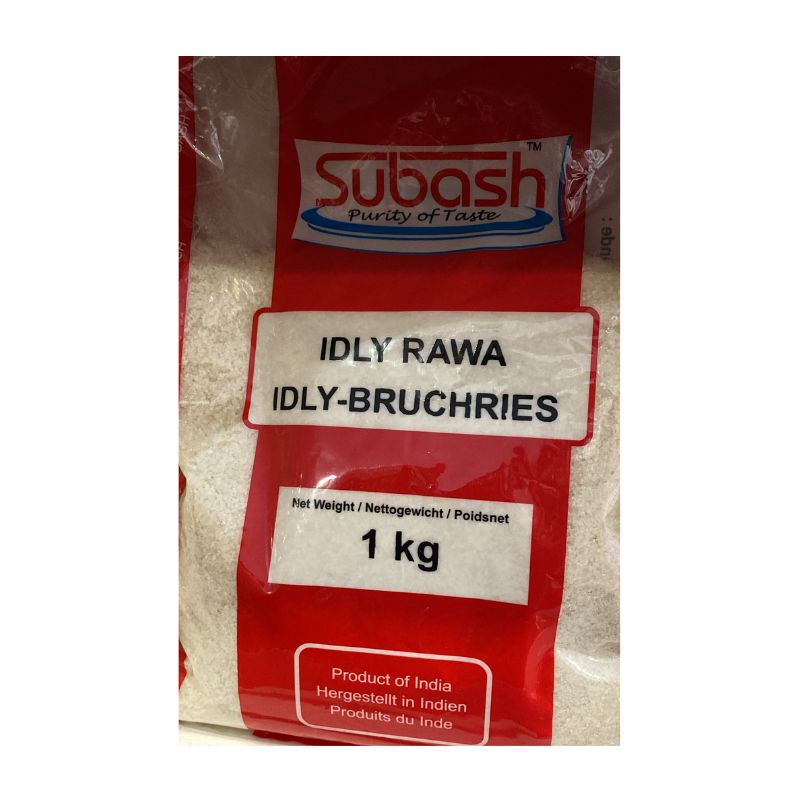 Subash
TM
Purity of Taste
IDLY RAWA
IDLY-BRUCHRIES
Net Weight / Nettogewicht / Poidsnet
1 kg
Product of India
Hergestellt in Indien
Produits du Inde